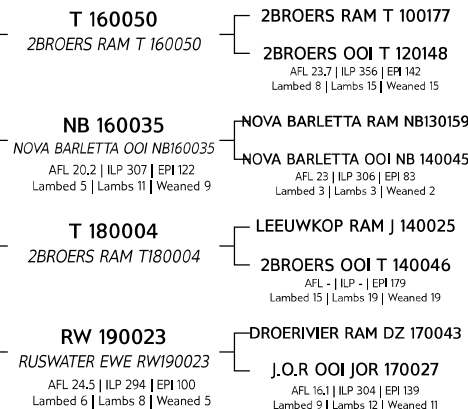 T 160050
2BROERS RAM T 160050
2BROERS RAM T 100177
2BROERS OOI T 120148
AFL 23.7 | ILP 356 | EPI 142
Lambed 8 | Lambs 15 | Weaned 15
NB 160035
NOVA BARLETTA OOI NB160035
AFL 20.2 | ILP 307 | EPI 122
Lambed 5 | Lambs 11 | Weaned 9
NOVA BARLETTA RAM NB130159
NOVA BARLETTA OOI NB 140045
AFL 23 | ILP 306 | EPI 83
Lambed 3 | Lambs 3 | Weaned 2
T 180004
2BROERS RAM T180004
LEEUWKOP RAM J 140025
2BROERS OOI T 140046
AFL - | ILP - | EPI 179
Lambed 15 | Lambs 19 | Weaned 19
RW 190023
RUSWATER EWE RW190023
AFL 24.5 | ILP 294 | EPI 100
Lambed 6 | Lambs 8 | Weaned 5
DROERIVIER RAM DZ 170043
J.O.R OOI JOR 170027
AFL 16.1 | ILP 304 | EPI 139
Lambed 9 | Lambs 12 | Weaned 11